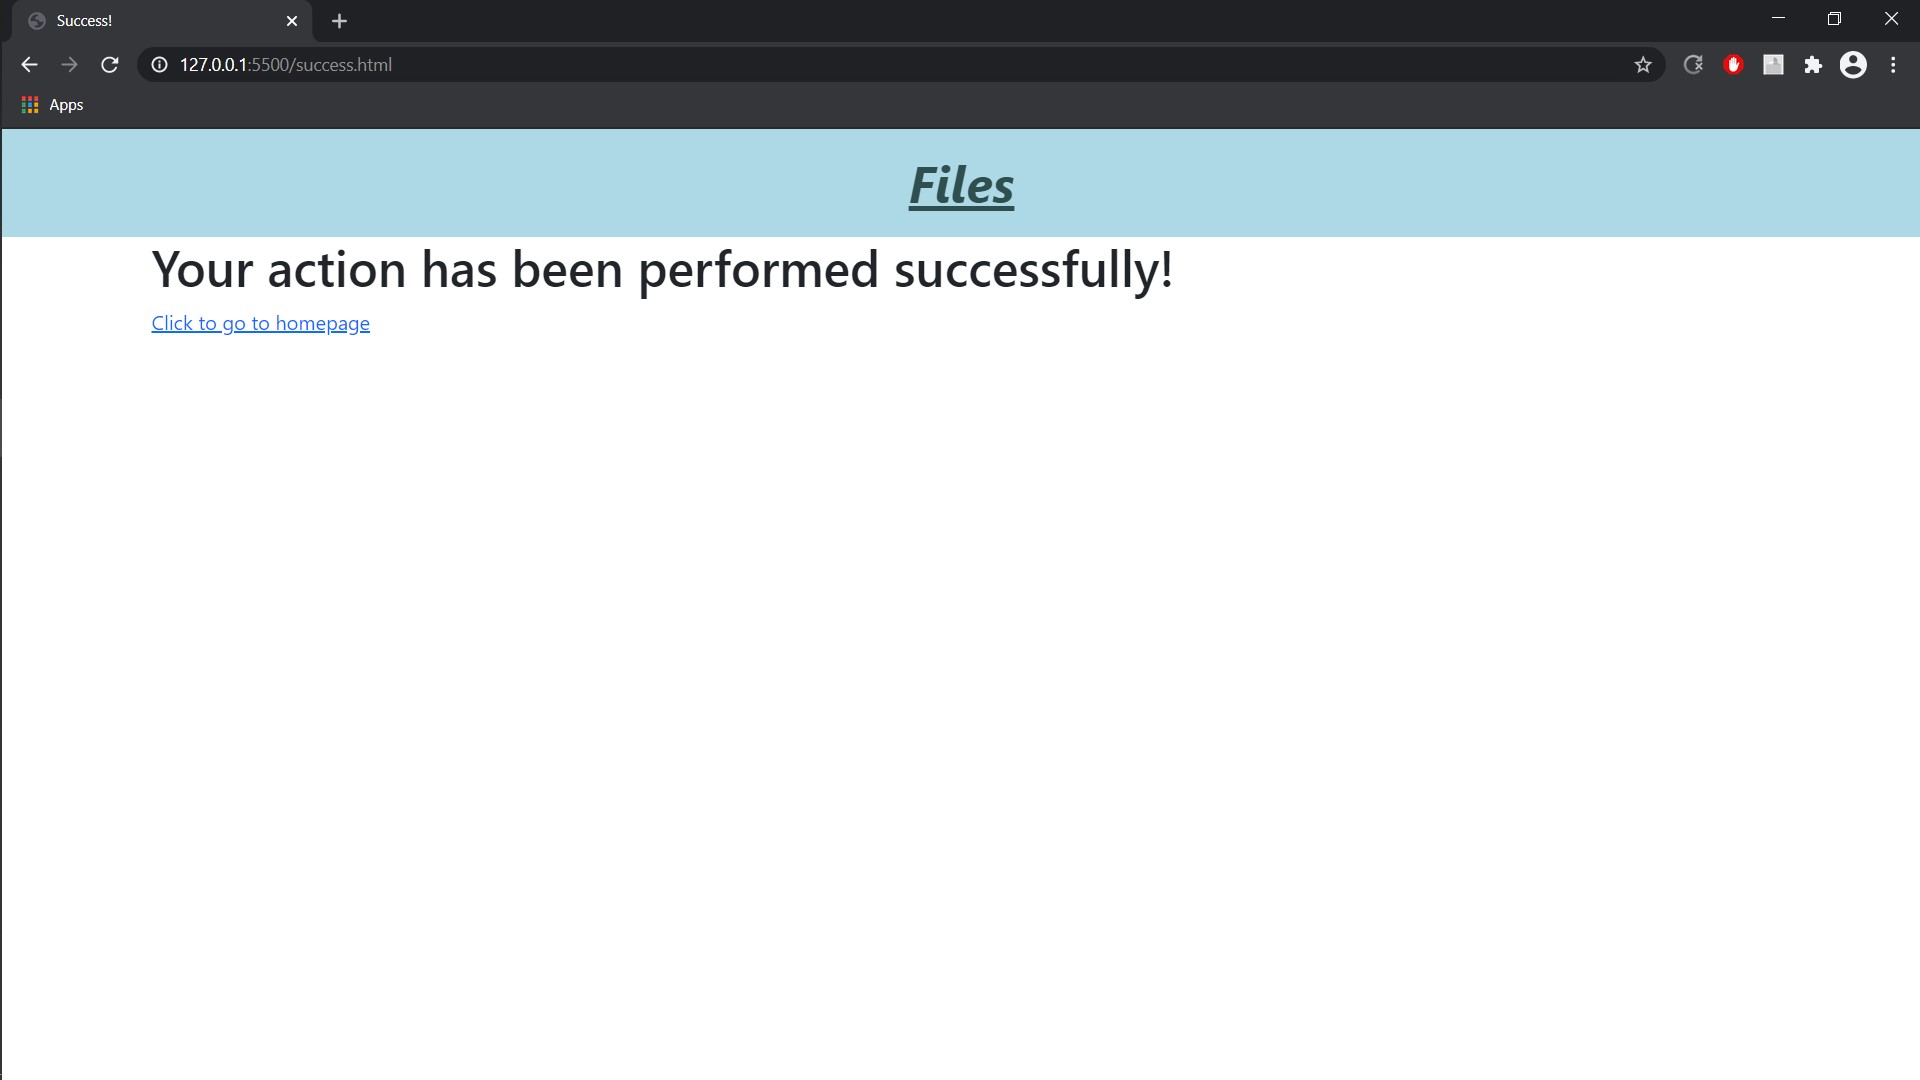 Success!
127.0.0.1:5500/success.html
Apps
Files
Your action has been performed successfully!
Click to go to homepage